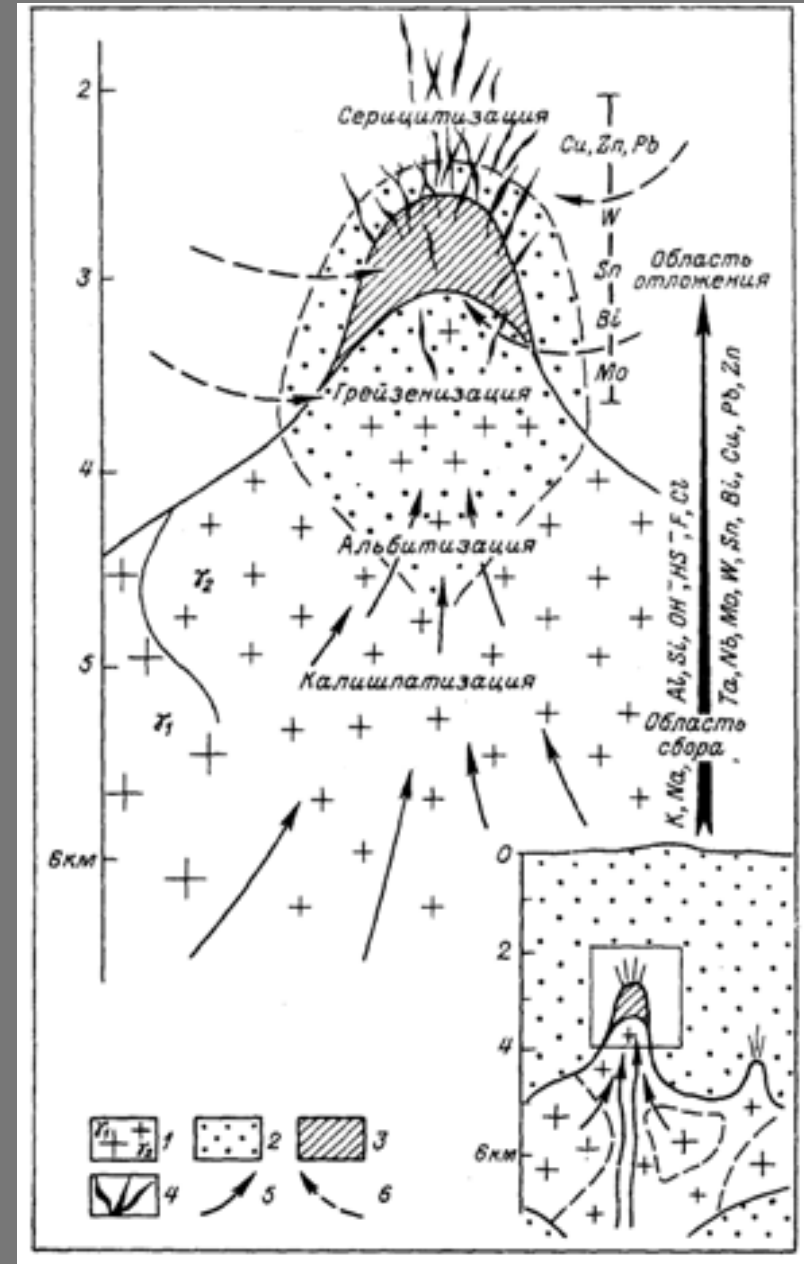 2
Серицитизация
Cu, Zn, Pb
W
3
Sn
Область
отложения
Bi
Mo
Грейзенизация
4
Альбитизация
γ₂
5
Калишпатизация
γ₁
K, Na, Al, Si, OH⁻, HS⁻, F, Cl
Ta, Nb, Mo, W, Sn, Bi, Cu, Pb, Zn
Область
сбора
6км
0
2
4
6км
γ₁ γ₂ 1
2
3
4
5
6